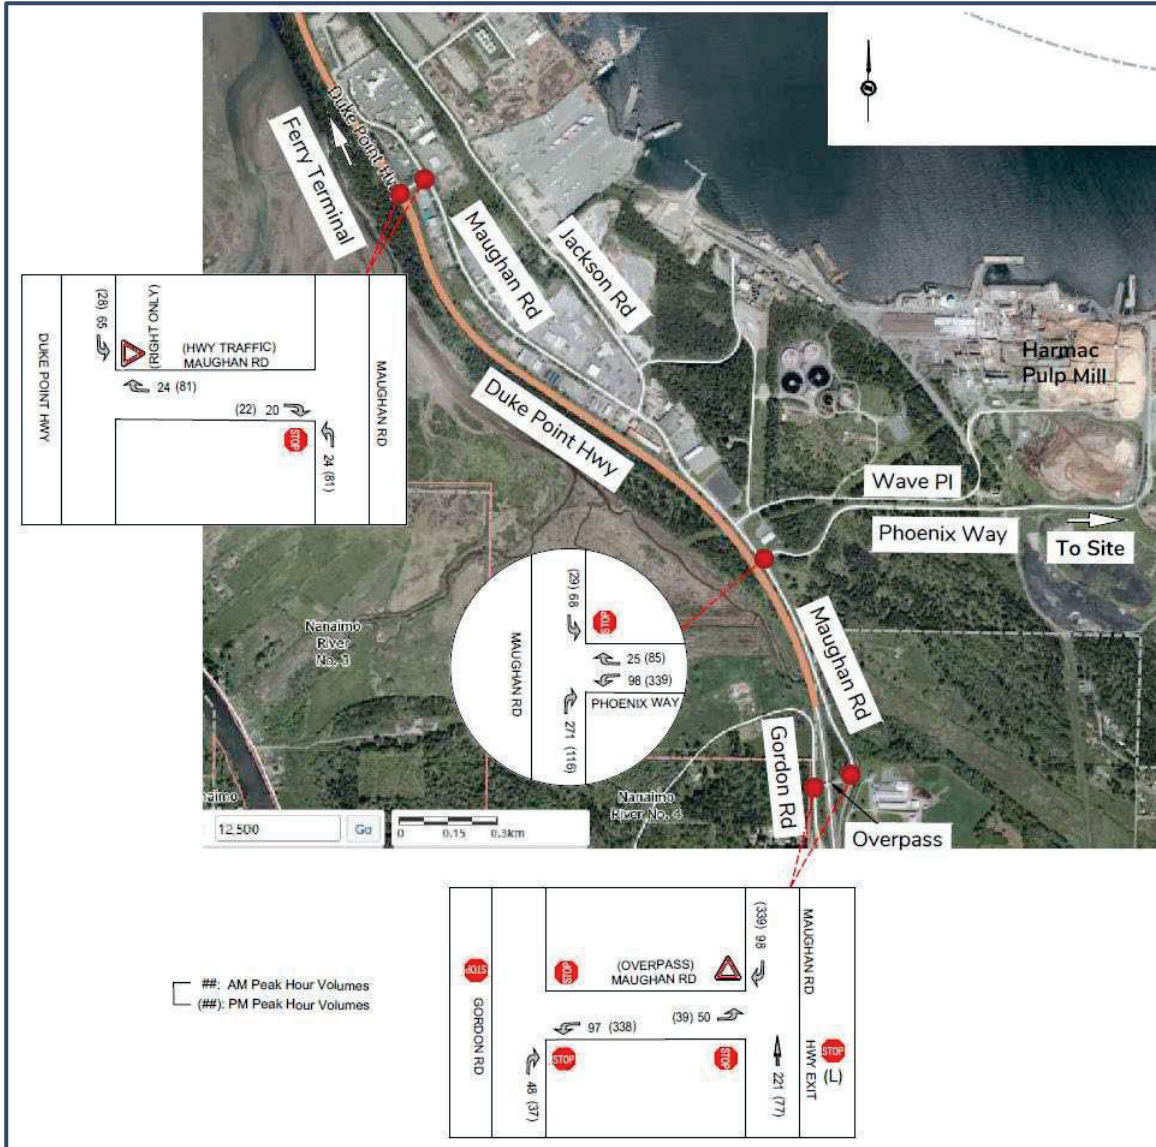 Duke Point Hwy
Ferry Terminal
Maughan Rd
Jackson Rd
Duke Point Hwy
Harmac
Pulp Mill
Wave Pl
Phoenix Way
To Site
Maughan Rd
Gordon Rd
Overpass
Nanaimo
River
No. 3
Nanaimo
River No. 4
12,500
Go
0 0.15 0.3km
DUKE POINT HWY
(28) 65
(RIGHT ONLY)
(HWY TRAFFIC)
MAUGHAN RD
24 (81)
(22) 20
STOP
24 (81)
MAUGHAN RD
MAUGHAN RD
(29) 68
STOP
25 (85)
98 (339)
PHOENIX WAY
271 (116)
##: AM Peak Hour Volumes
(##): PM Peak Hour Volumes
STOP
GORDON RD
STOP
(OVERPASS)
MAUGHAN RD
(339) 98
MAUGHAN RD
(39) 50
97 (338)
STOP
STOP
48 (37)
221 (77)
HWY EXIT
STOP
(L)